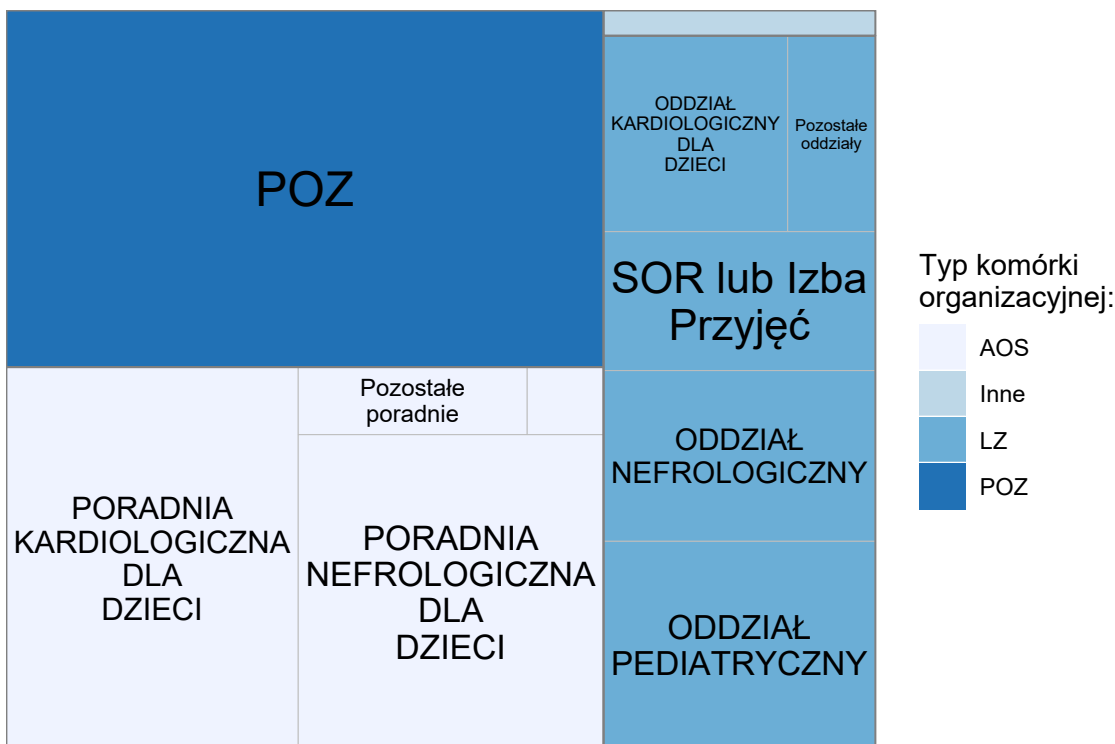 POZ
PORADNIA
KARDIOLOGICZNA
DLA
DZIECI
Pozostałe
poradnie
PORADNIA
NEFROLOGICZNA
DLA
DZIECI
ODDZIAŁ
KARDIOLOGICZNY
DLA
DZIECI
Pozostałe
oddziały
SOR lub Izba
Przyjęć
ODDZIAŁ
NEFROLOGICZNY
ODDZIAŁ
PEDIATRYCZNY
Typ komórki
organizacyjnej:
AOS
Inne
LZ
POZ